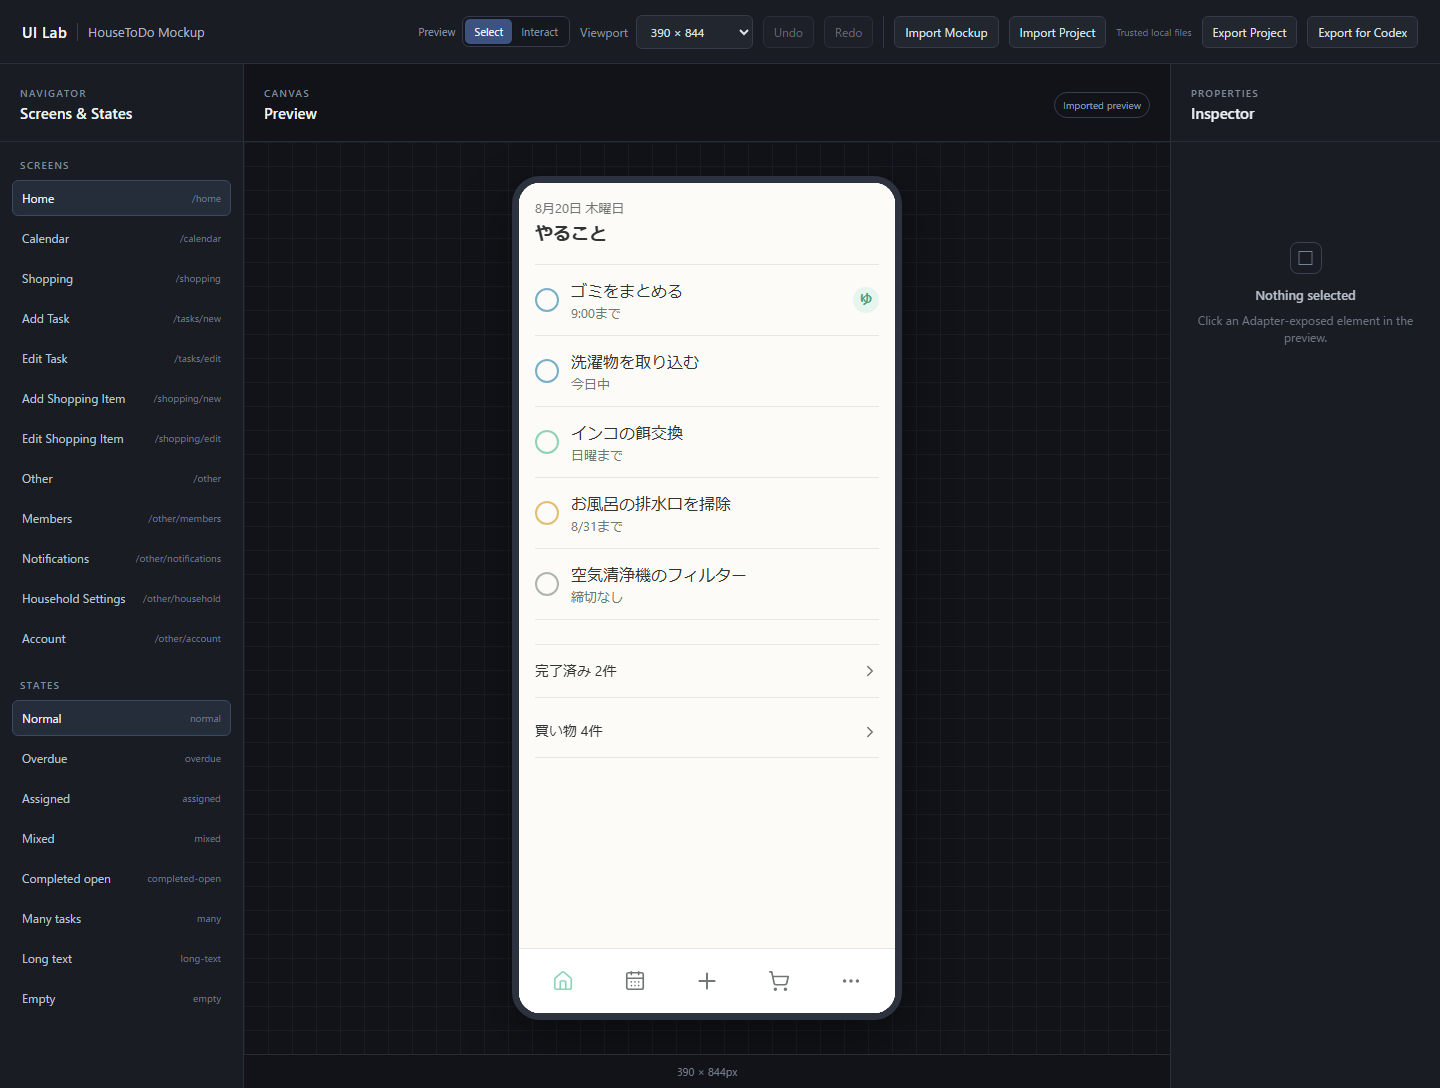 UI Lab
HouseToDo Mockup
Preview
Select
Interact
Viewport
390 × 844
Undo
Redo
Import Mockup
Import Project
Trusted local files
Export Project
Export for Codex
NAVIGATOR
Screens & States
SCREENS
Home /home
Calendar /calendar
Shopping /shopping
Add Task /tasks/new
Edit Task /tasks/edit
Add Shopping Item /shopping/new
Edit Shopping Item /shopping/edit
Other /other
Members /other/members
Notifications /other/notifications
Household Settings /other/household
Account /other/account
STATES
Normal normal
Overdue overdue
Assigned assigned
Mixed mixed
Completed open completed-open
Many tasks many
Long text long-text
Empty empty
CANVAS
Preview
Imported preview
8月20日 木曜日
やること
ゴミをまとめる
9:00まで
ゆ
洗濯物を取り込む
今日中
インコの餌交換
日曜まで
お風呂の排水口を掃除
8/31まで
空気清浄機のフィルター
締切なし
完了済み 2件
買い物 4件
390 × 844px
PROPERTIES
Inspector
Nothing selected
Click an Adapter-exposed element in the
preview.